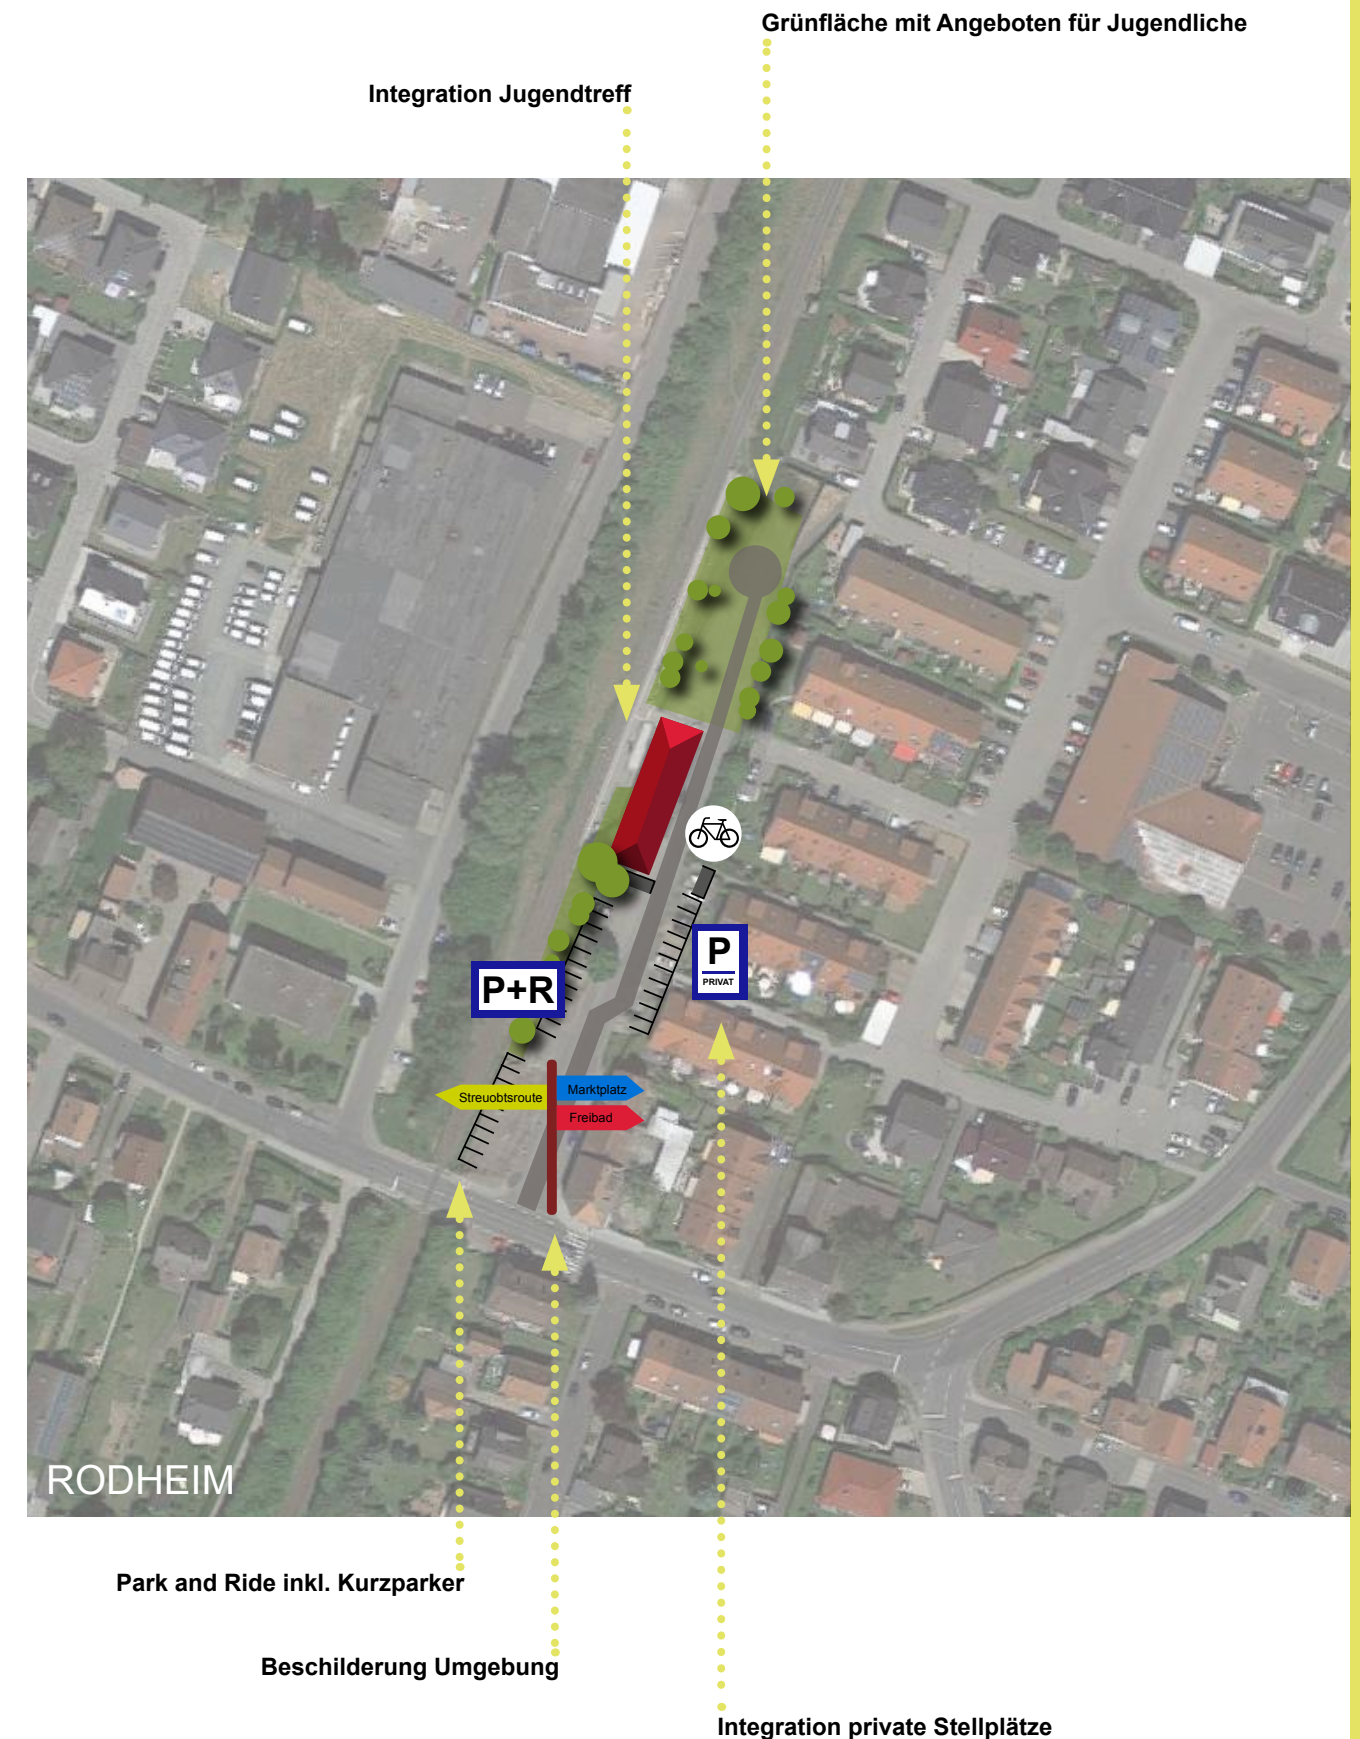 Grünfläche mit Angeboten für Jugendliche
Integration Jugendtreff
P
PRIVAT
P+R
Streuobtsroute
Marktplatz
Freibad
RODHEIM
Park and Ride inkl. Kurzparker
Beschilderung Umgebung
Integration private Stellplätze